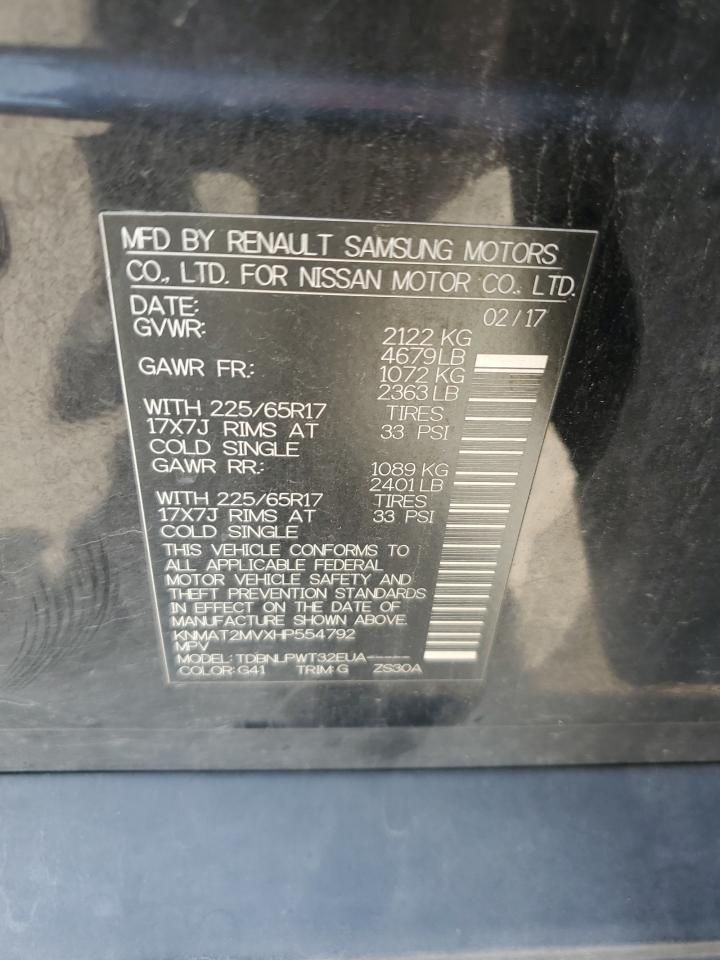 MFD BY RENAULT SAMSUNG MOTORS
CO., LTD. FOR NISSAN MOTOR CO., LTD.
DATE: 02/17
GVWR: 2122 KG
4679LB
GAWR FR.: 1072 KG
2363LB
WITH 225/65R17 TIRES
17X7J RIMS AT 33 PSI
COLD SINGLE
GAWR RR.: 1089 KG
2401LB
WITH 225/65R17 TIRES
17X7J RIMS AT 33 PSI
COLD SINGLE
THIS VEHICLE CONFORMS TO
ALL APPLICABLE FEDERAL
MOTOR VEHICLE SAFETY AND
THEFT PREVENTION STANDARDS
IN EFFECT ON THE DATE OF
MANUFACTURE SHOWN ABOVE.
KNMAT2MVXHP554792
MPV
MODEL: TDBNLPWT32EUA-----
COLOR: G41 TRIM: G ZS30A